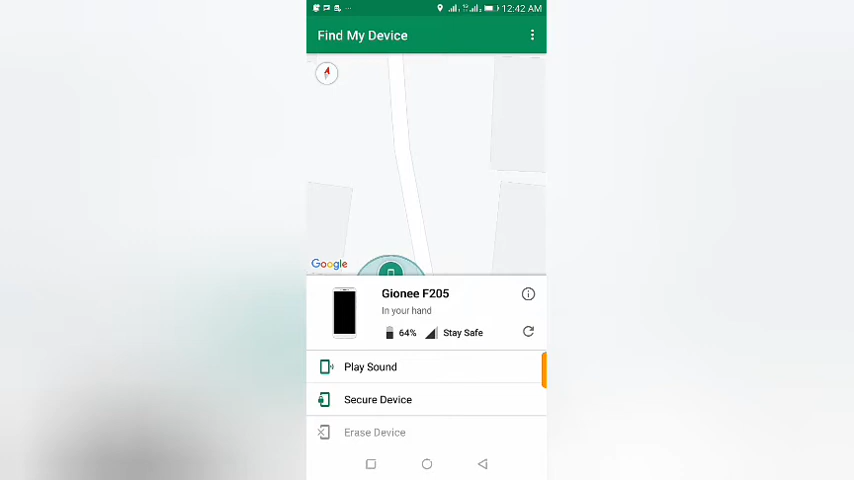 12:42 AM
Find My Device
Google
Gionee F205
In your hand
64% Stay Safe
Play Sound
Secure Device
Erase Device